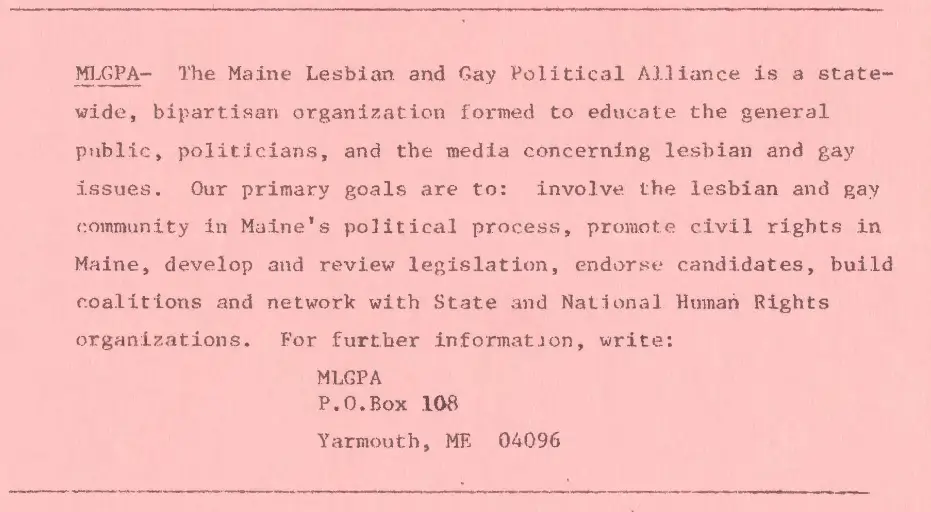 MLGPA- The Maine Lesbian and Gay Political Alliance is a state-
wide, bipartisan organization formed to educate the general
public, politicians, and the media concerning lesbian and gay
issues. Our primary goals are to: involve the lesbian and gay
community in Maine's political process, promote civil rights in
Maine, develop and review legislation, endorse candidates, build
coalitions and network with State and National Human Rights
organizations. For further information, write:
MLGPA
P.O.Box 108
Yarmouth, ME 04096